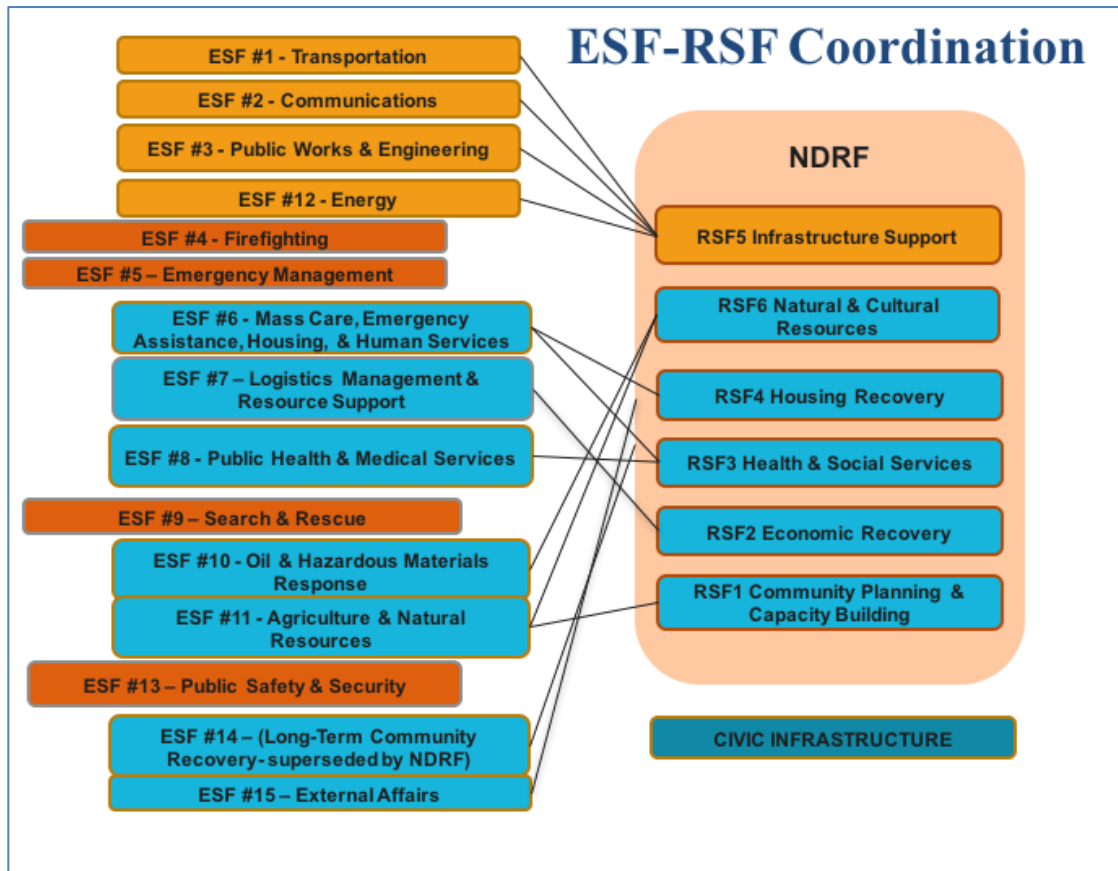 ESF-RSF Coordination
ESF #1 - Transportation
ESF #2 - Communications
ESF #3 - Public Works & Engineering
ESF #12 - Energy
ESF #4 - Firefighting
ESF #5 – Emergency Management
ESF #6 - Mass Care, Emergency
Assistance, Housing, & Human Services
ESF #7 – Logistics Management &
Resource Support
ESF #8 - Public Health & Medical Services
ESF #9 – Search & Rescue
ESF #10 - Oil & Hazardous Materials
Response
ESF #11 - Agriculture & Natural
Resources
ESF #13 – Public Safety & Security
ESF #14 – (Long-Term Community
Recovery- superseded by NDRF)
ESF #15 – External Affairs
NDRF
RSF5 Infrastructure Support
RSF6 Natural & Cultural
Resources
RSF4 Housing Recovery
RSF3 Health & Social Services
RSF2 Economic Recovery
RSF1 Community Planning &
Capacity Building
CIVIC INFRASTRUCTURE